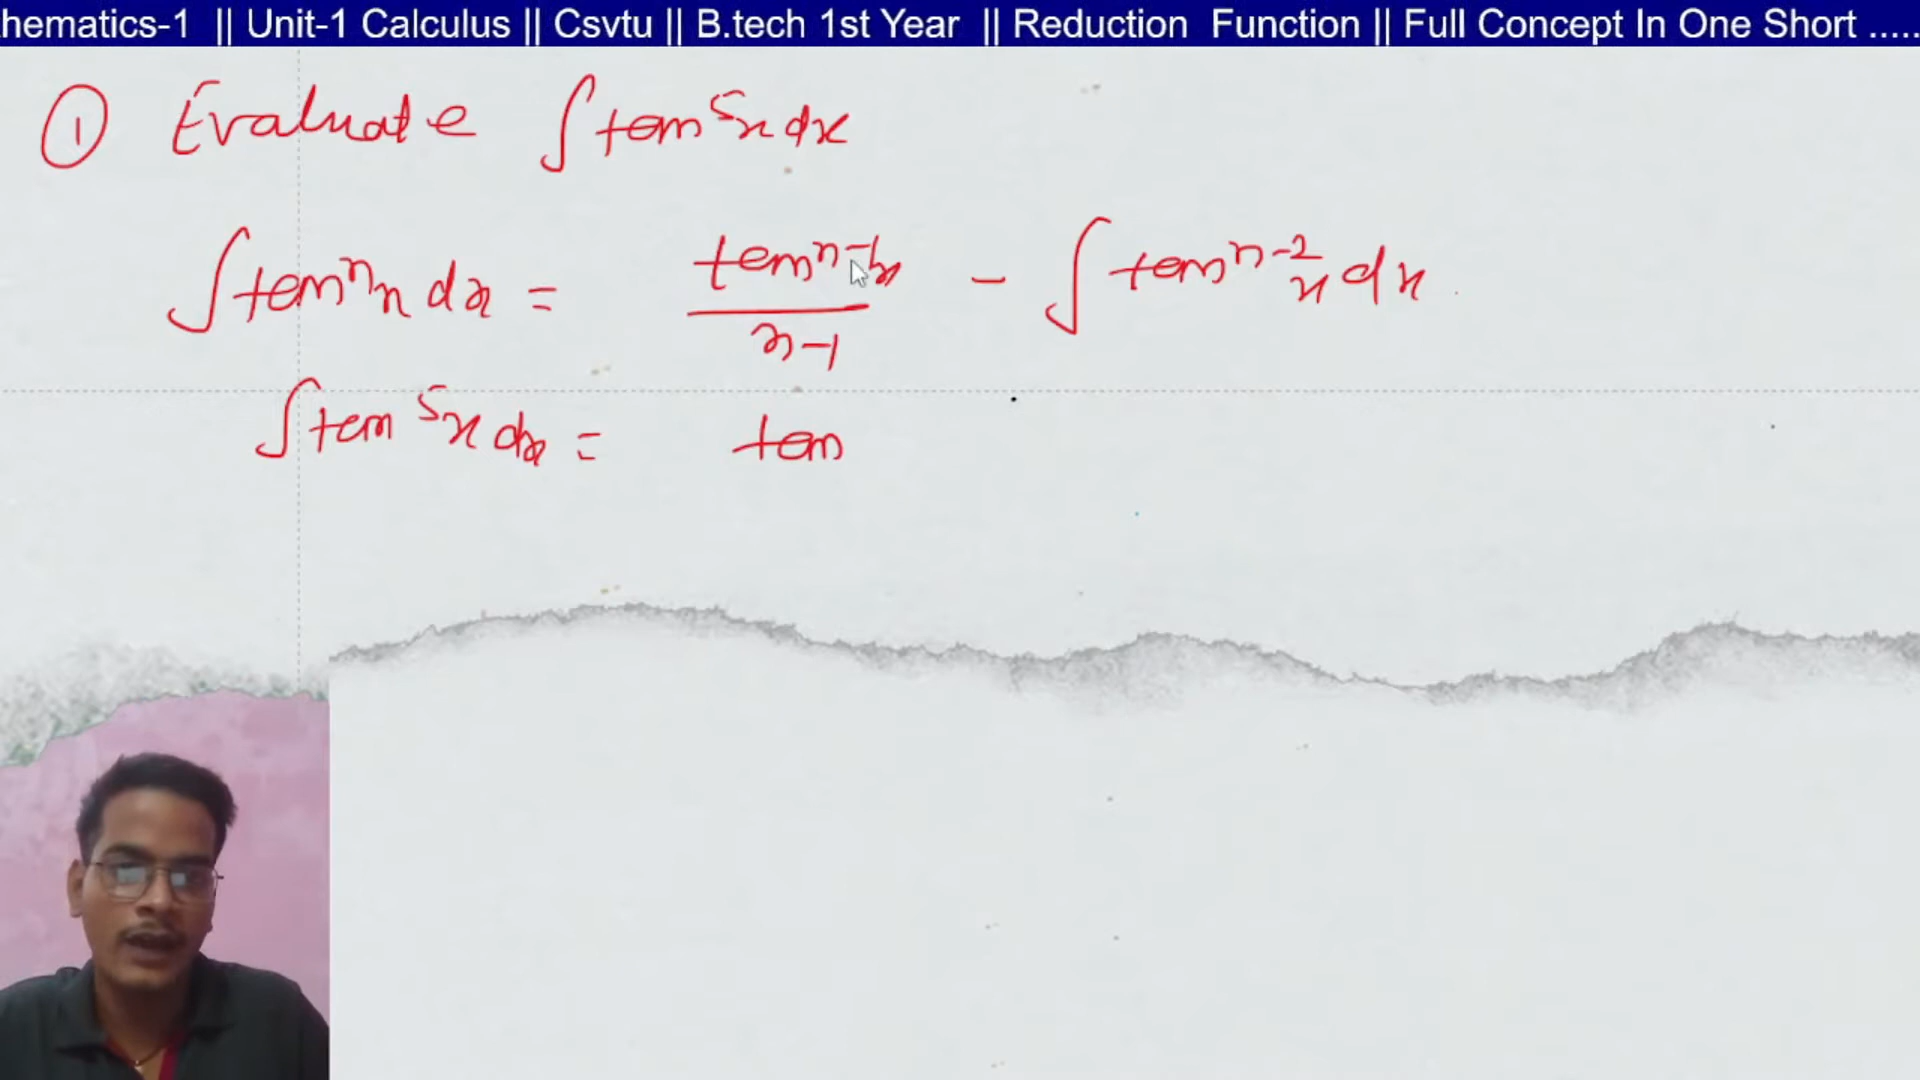 hematics-1 || Unit-1 Calculus || Csvtu || B.tech 1st Year || Reduction Function || Full Concept In One Short .....
① Evaluate ∫ tan⁵x dx
∫ tanⁿx dx = tanⁿ⁻¹x / n-1 - ∫ tanⁿ⁻²x dx
∫ tan⁵x dx = tan